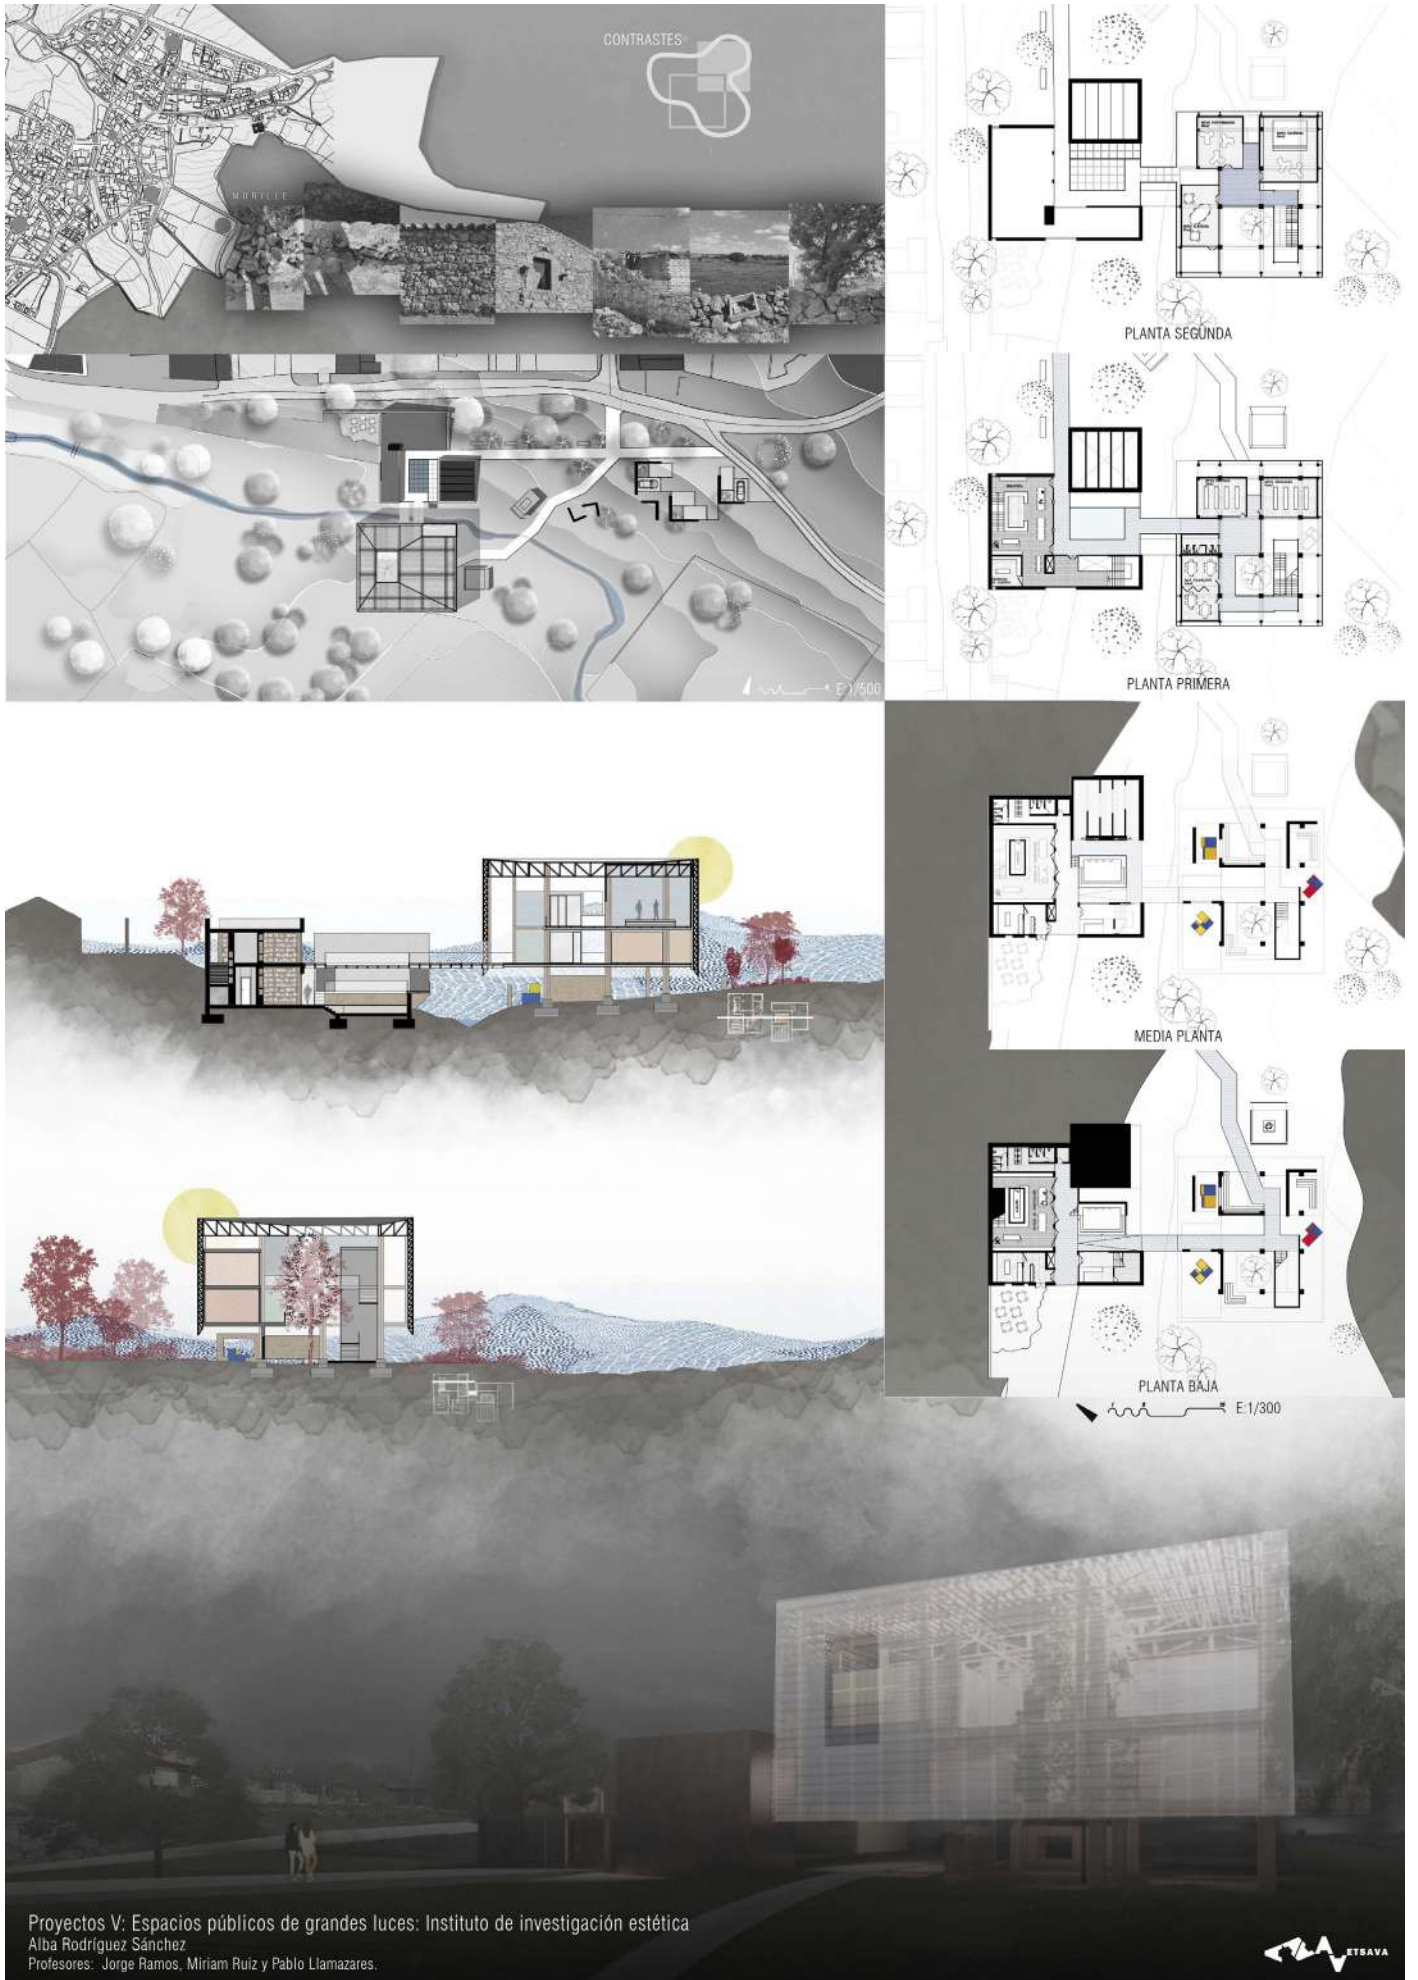 CONTRASTES
MORILLE
PLANTA SEGUNDA
E:1/500
PLANTA PRIMERA
MEDIA PLANTA
PLANTA BAJA
E:1/300
Proyectos V: Espacios públicos de grandes luces: Instituto de investigación estética
Alba Rodríguez Sánchez
Profesores: Jorge Ramos, Miriam Ruiz y Pablo Llamazares.
ETSAVA